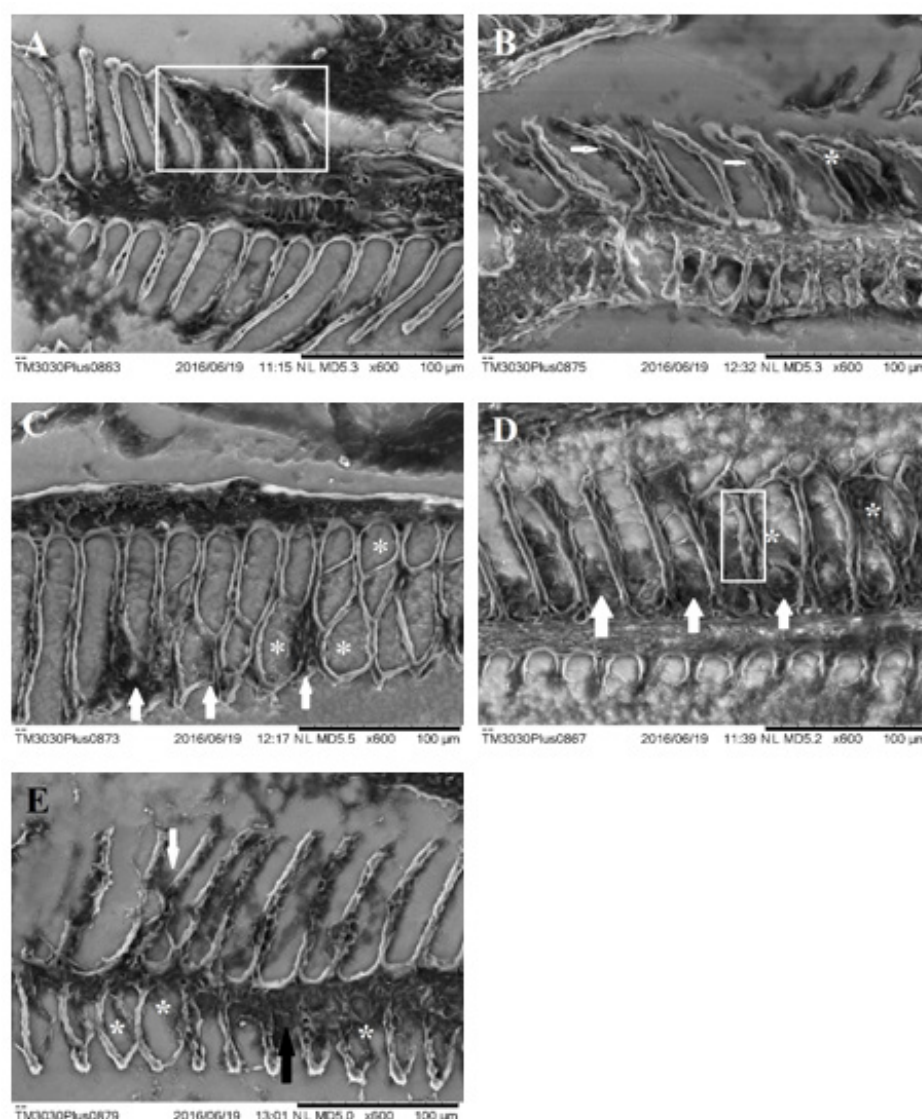 A
B
TM3030Plus0863 2016/06/19 11:15 NL MD5.3 x600 100 µm
TM3030Plus0875 2016/06/19 12:32 NL MD5.3 x600 100 µm
C
D
TM3030Plus0873 2016/06/19 12:17 NL MD5.5 x600 100 µm
TM3030Plus0867 2016/06/19 11:39 NL MD5.2 x600 100 µm
E
TM3030Plus0879 2016/06/19 13:01 NL MD5.0 x600 100 µm